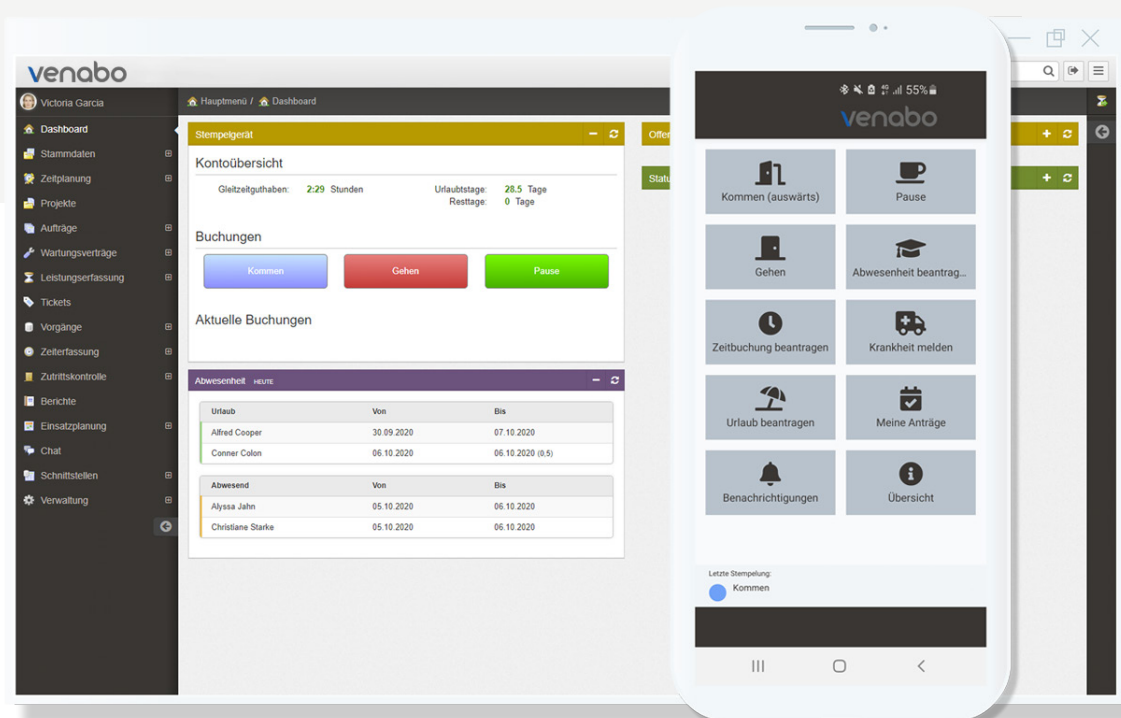 venabo
Victoria Garcia
Hauptmenü / Dashboard
Dashboard
Stammdaten
Zeitplanung
Projekte
Aufträge
Wartungsverträge
Leistungserfassung
Tickets
Vorgänge
Zeiterfassung
Zutrittskontrolle
Berichte
Einsatzplanung
Chat
Schnittstellen
Verwaltung
Stempelgerät
Kontoübersicht
Gleitzeitguthaben: 2:29 Stunden Urlaubtstage: 28.5 Tage
Resttage: 0 Tage
Buchungen
Kommen Gehen Pause
Aktuelle Buchungen
Abwesenheit HEUTE
Urlaub Von Bis
Alfred Cooper 30.09.2020 07.10.2020
Conner Colon 06.10.2020 06.10.2020 (0,5)
Abwesend Von Bis
Alyssa Jahn 05.10.2020 06.10.2020
Christiane Starke 05.10.2020 06.10.2020
55%
venabo
Kommen (auswärts) Pause
Gehen Abwesenheit beantrag...
Zeitbuchung beantragen Krankheit melden
Urlaub beantragen Meine Anträge
Benachrichtigungen Übersicht
Letzte Stempelung:
Kommen